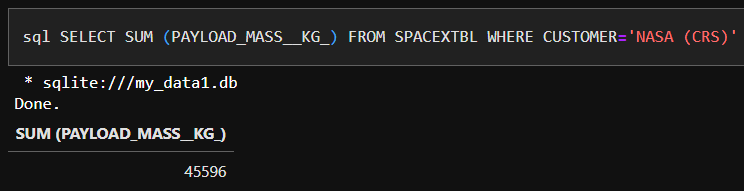 sql SELECT SUM (PAYLOAD_MASS__KG_) FROM SPACEXTBL WHERE CUSTOMER='NASA (CRS)'
* sqlite:///my_data1.db
Done.
SUM (PAYLOAD_MASS__KG_)
45596